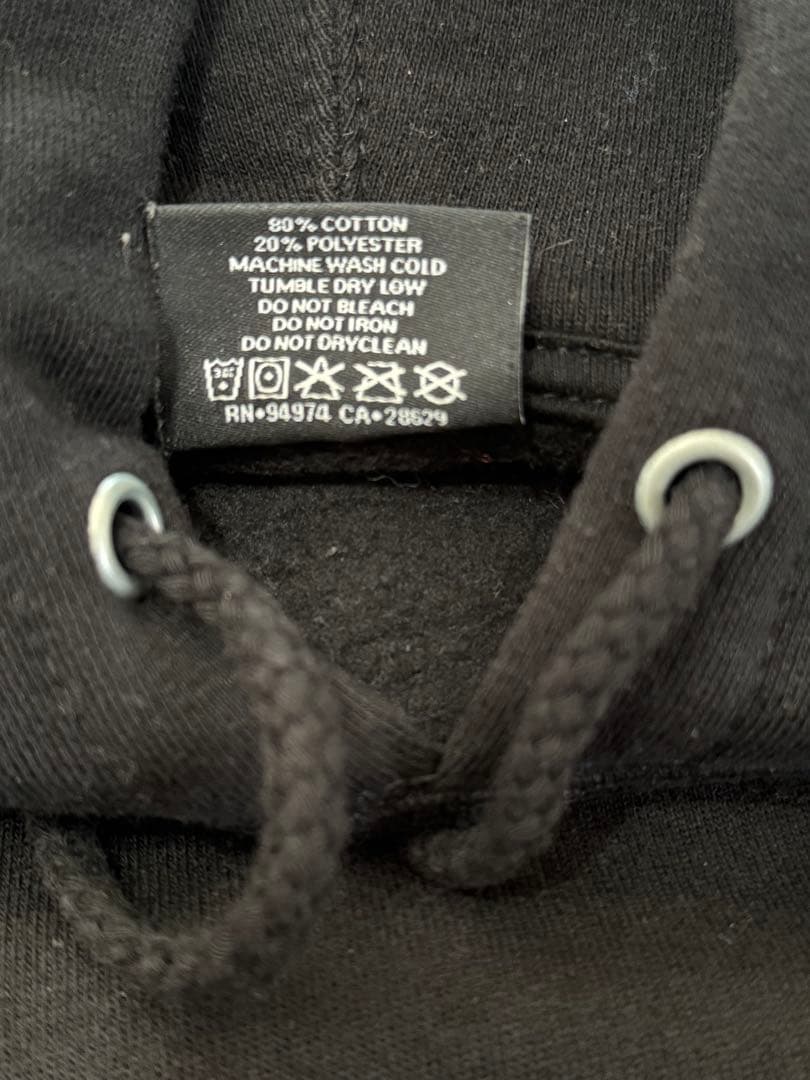 80% COTTON
20% POLYESTER
MACHINE WASH COLD
TUMBLE DRY LOW
DO NOT BLEACH
DO NOT IRON
DO NOT DRYCLEAN
RN•94974 CA•28629